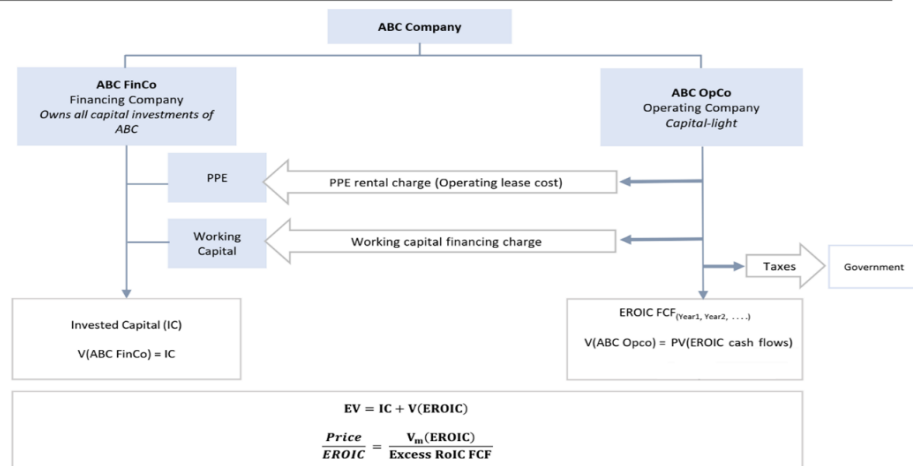 ABC Company
ABC FinCo
Financing Company
Owns all capital investments of
ABC
ABC OpCo
Operating Company
Capital-light
PPE
PPE rental charge (Operating lease cost)
Working
Capital
Working capital financing charge
Taxes
Government
Invested Capital (IC)
V(ABC FinCo) = IC
EROIC FCF(Year1, Year2, . . . .)
V(ABC Opco) = PV(EROIC cash flows)
EV = IC + V(EROIC)
Price/EROIC = Vm(EROIC)/Excess RoIC FCF